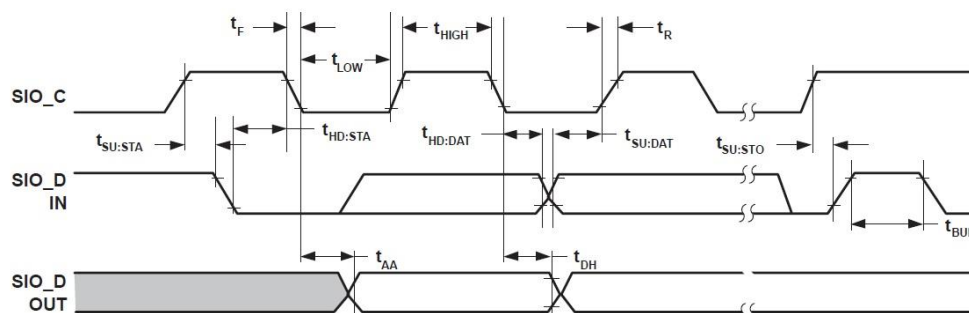 tF
tHIGH
tR
tLOW
SIO_C
tSU:STA
tHD:STA
tHD:DAT
tSU:DAT
tSU:STO
SIO_D
IN
tBUF
tAA
tDH
SIO_D
OUT